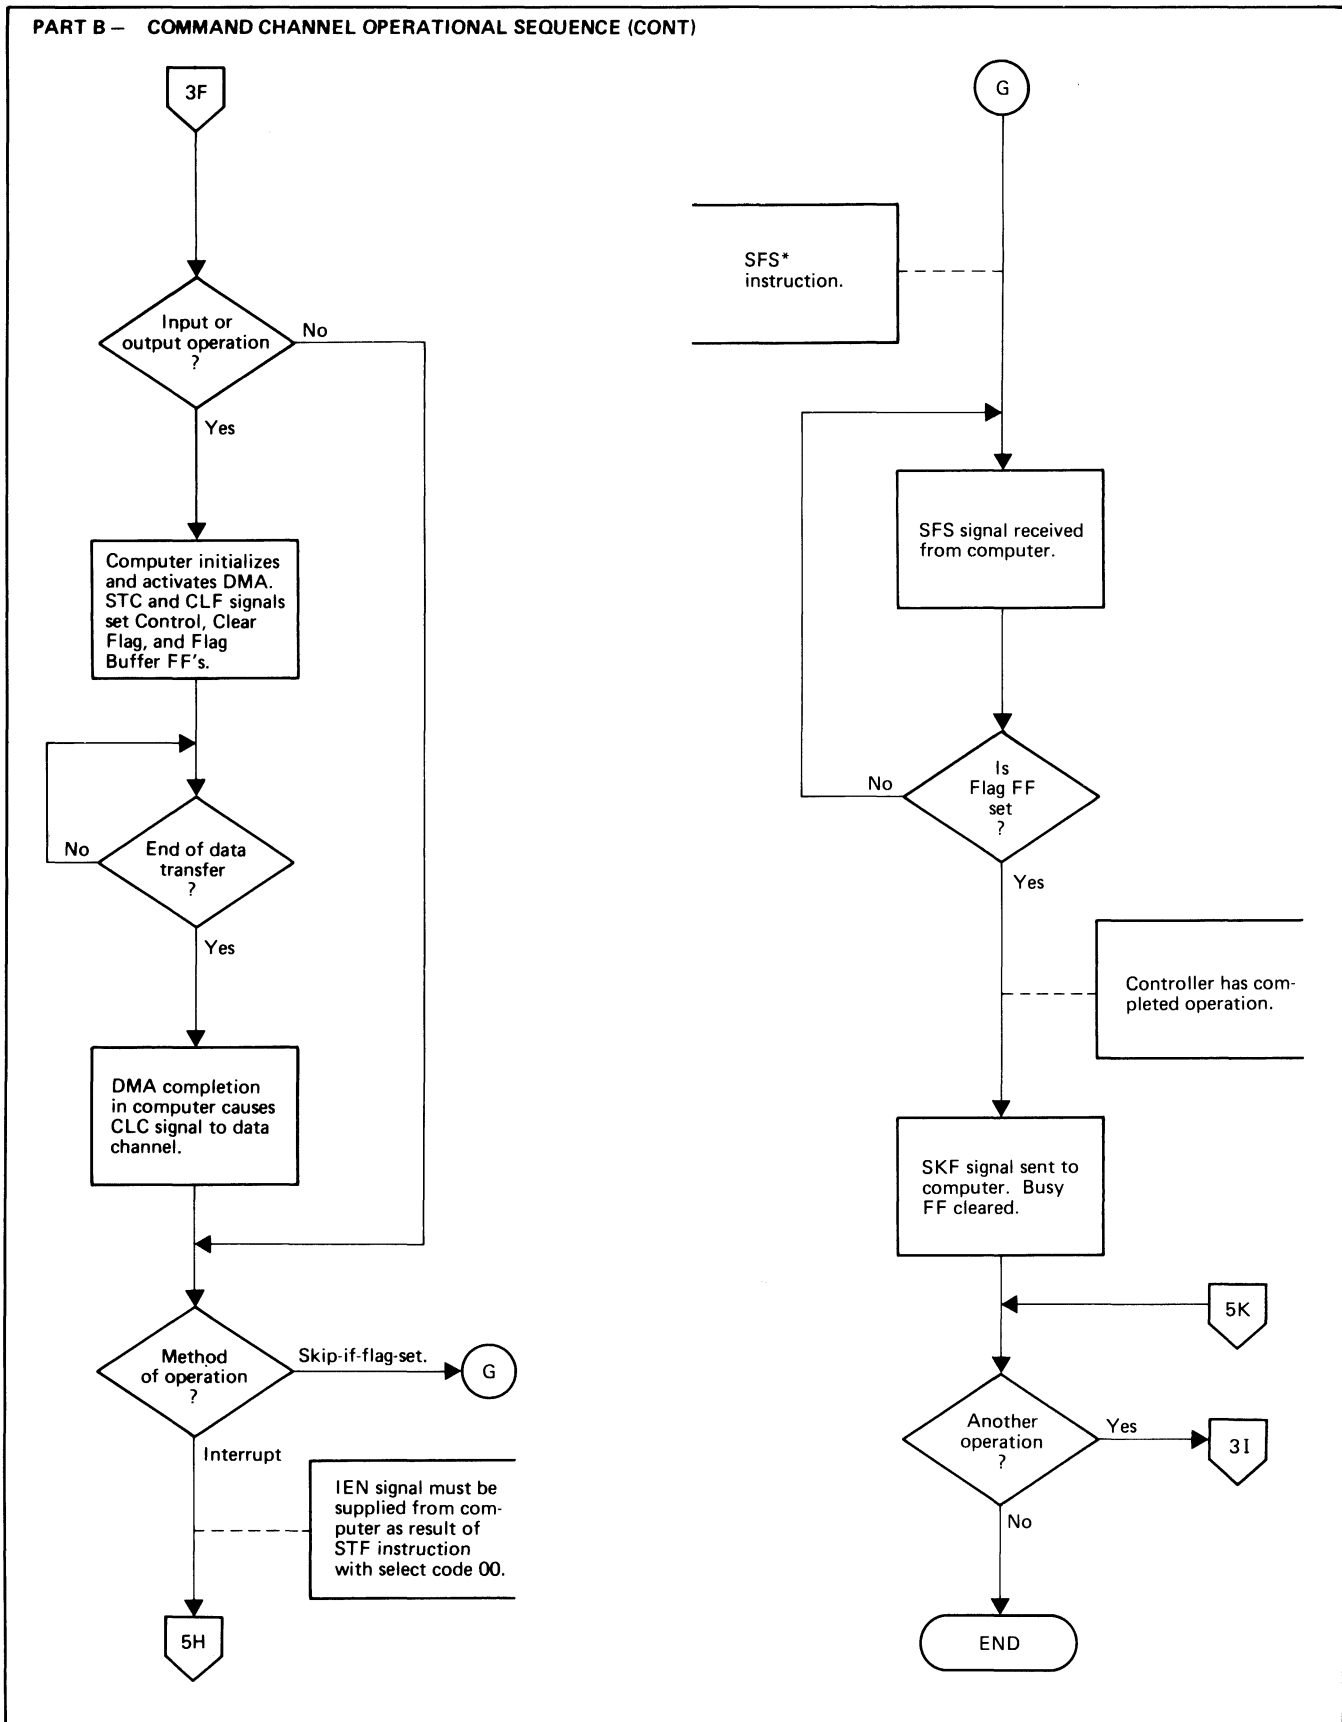 PART B – COMMAND CHANNEL OPERATIONAL SEQUENCE (CONT)
3F
Input or
output operation
?
No
Yes
Computer initializes
and activates DMA.
STC and CLF signals
set Control, Clear
Flag, and Flag
Buffer FF's.
No
End of data
transfer
?
Yes
DMA completion
in computer causes
CLC signal to data
channel.
Method
of operation
?
Skip-if-flag-set.
G
Interrupt
IEN signal must be
supplied from com-
puter as result of
STF instruction
with select code 00.
5H
G
SFS*
instruction.
SFS signal received
from computer.
Is
Flag FF
set
?
No
Yes
Controller has com-
pleted operation.
SKF signal sent to
computer. Busy
FF cleared.
5K
Another
operation
?
Yes
3I
No
END